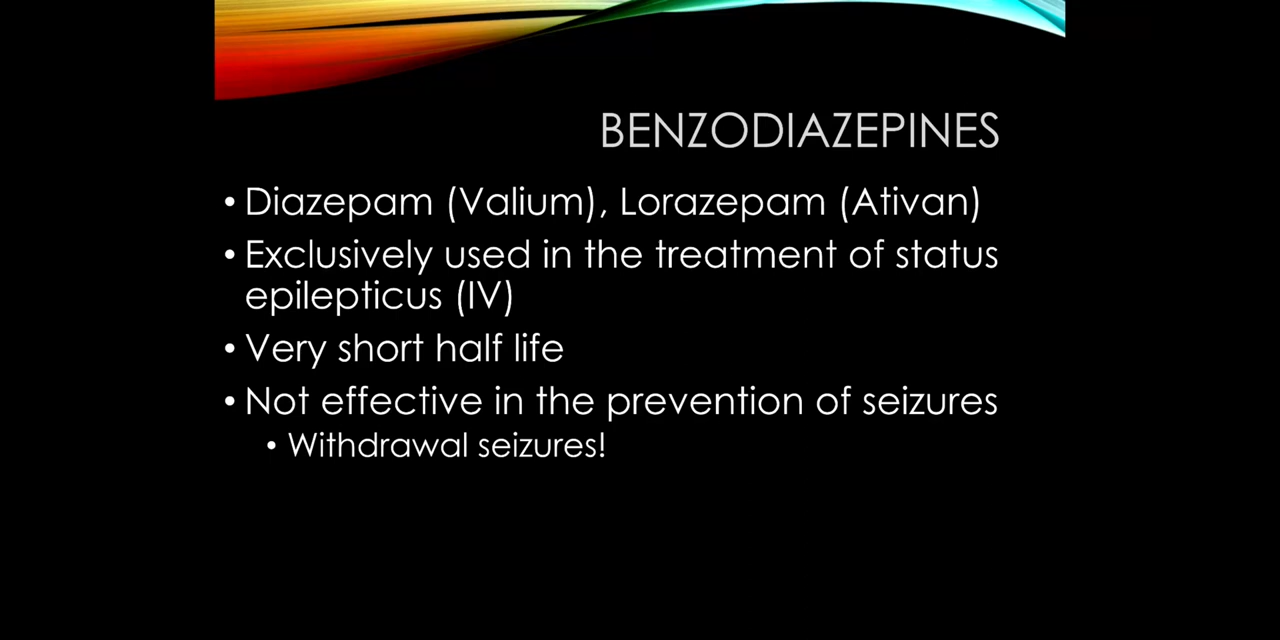 BENZODIAZEPINES
• Diazepam (Valium), Lorazepam (Ativan)
• Exclusively used in the treatment of status
epilepticus (IV)
• Very short half life
• Not effective in the prevention of seizures
• Withdrawal seizures!